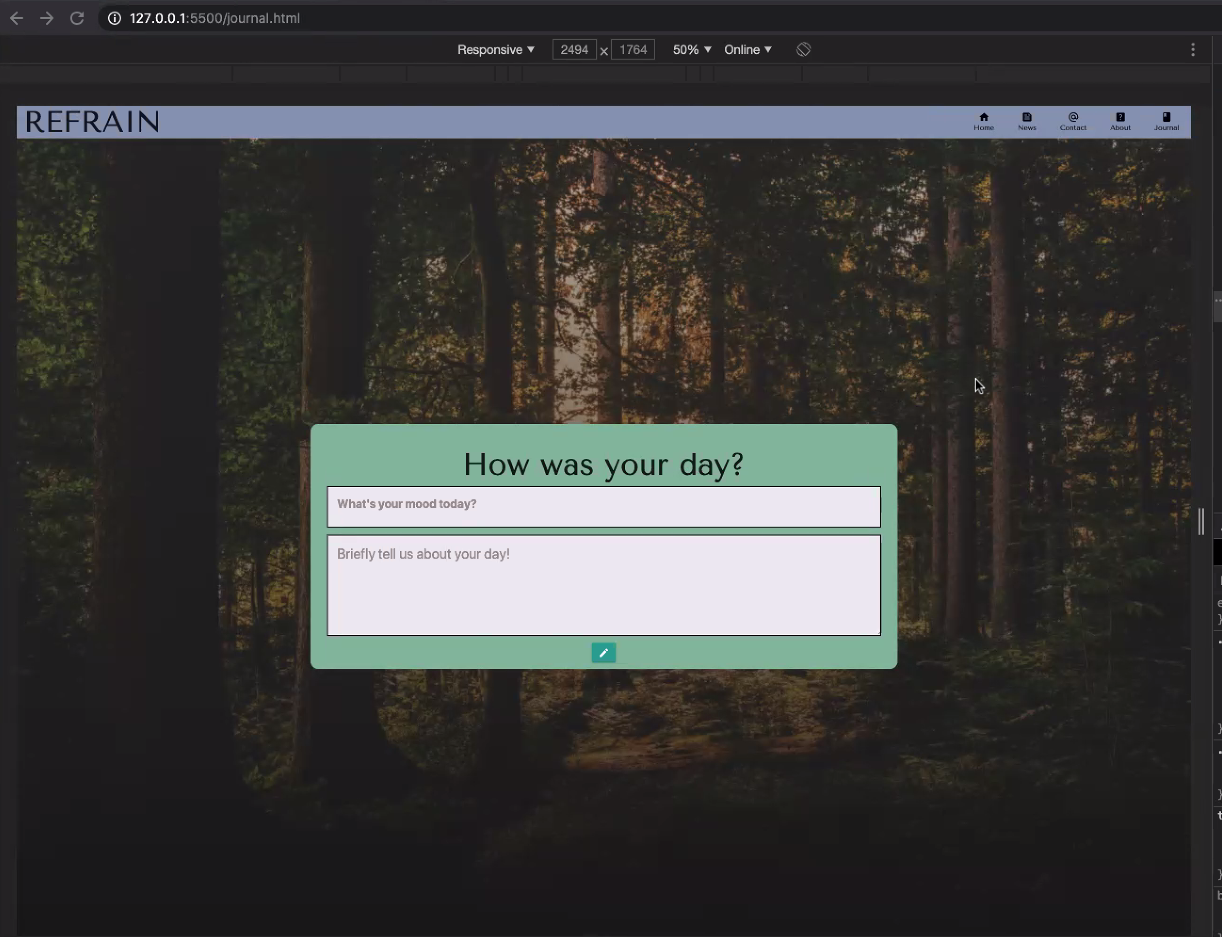 127.0.0.1:5500/journal.html
Responsive ▼ 2494 x 1764 50% ▼ Online ▼
REFRAIN
Home News Contact About Journal
How was your day?
What's your mood today?
Briefly tell us about your day!